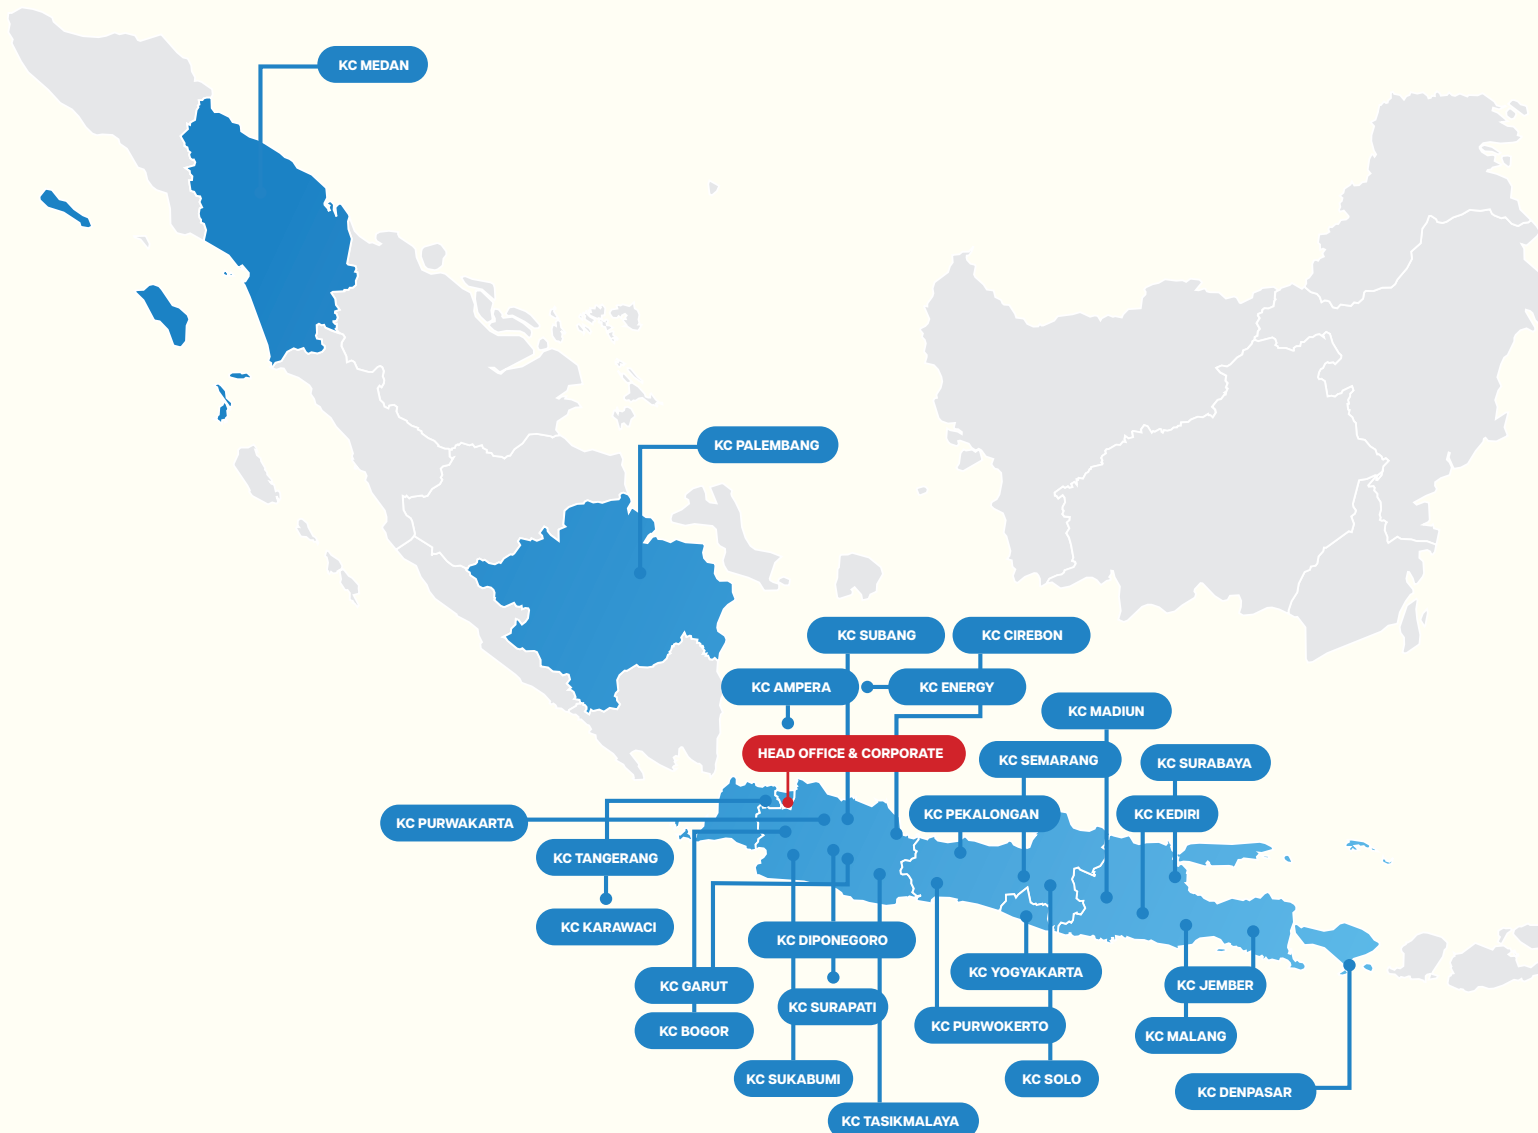 KC MEDAN
KC PALEMBANG
KC SUBANG
KC CIREBON
KC AMPERA
KC ENERGY
KC MADIUN
HEAD OFFICE & CORPORATE
KC SEMARANG
KC SURABAYA
KC PURWAKARTA
KC PEKALONGAN
KC KEDIRI
KC TANGERANG
KC KARAWACI
KC DIPONEGORO
KC YOGYAKARTA
KC GARUT
KC JEMBER
KC SURAPATI
KC BOGOR
KC PURWOKERTO
KC MALANG
KC SUKABUMI
KC SOLO
KC DENPASAR
KC TASIKMALAYA